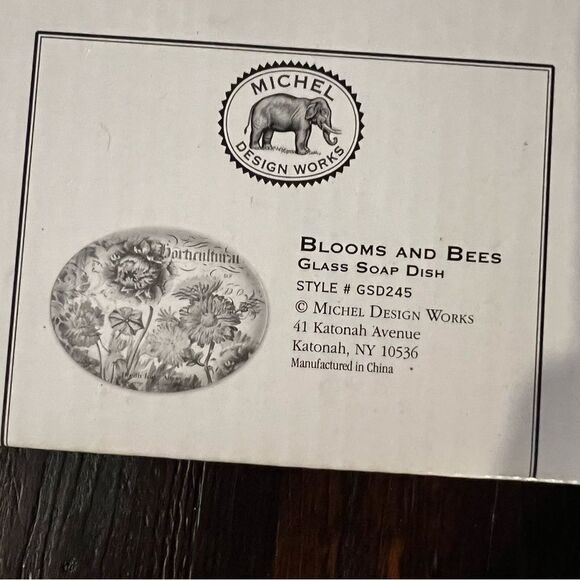 MICHEL
DESIGN WORKS
Horticultural
BLOOMS AND BEES
GLASS SOAP DISH
STYLE # GSD245
© MICHEL DESIGN WORKS
41 KATONAH AVENUE
KATONAH, NY 10536
Manufactured in China